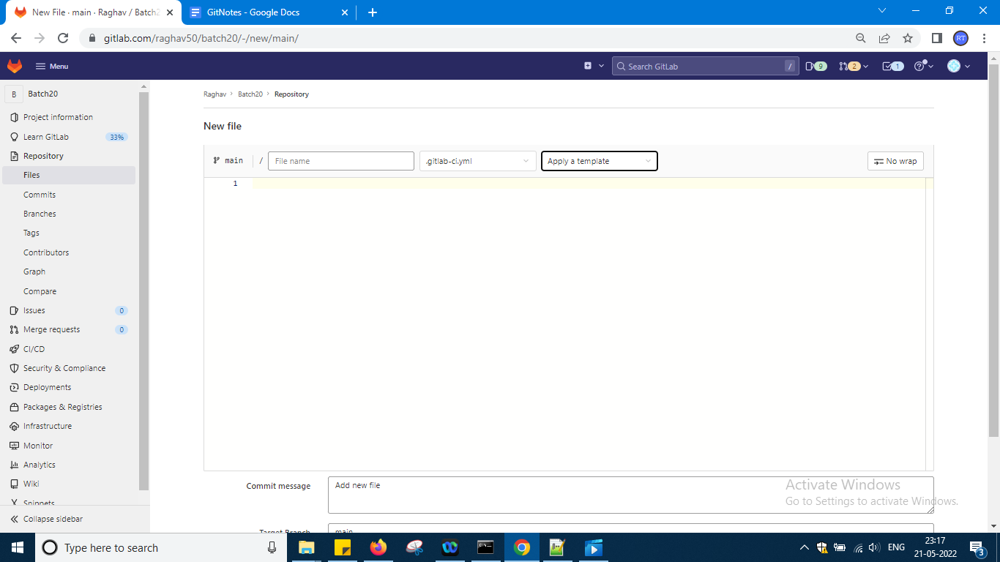 New File · main · Raghav / Batch2
GitNotes - Google Docs
gitlab.com/raghav50/batch20/-/new/main/
RT
Menu
Search GitLab
/
9
2
1
B
Batch20
Project information
Learn GitLab
33%
Repository
Files
Commits
Branches
Tags
Contributors
Graph
Compare
Issues
0
Merge requests
0
CI/CD
Security & Compliance
Deployments
Packages & Registries
Infrastructure
Monitor
Analytics
Wiki
Snippets
Collapse sidebar
Raghav > Batch20 > Repository
New file
main / File name
.gitlab-ci.yml
Apply a template
No wrap
1
Commit message
Add new file
Target Branch
main
Activate Windows
Go to Settings to activate Windows.
Type here to search
ENG
23:17
21-05-2022
3